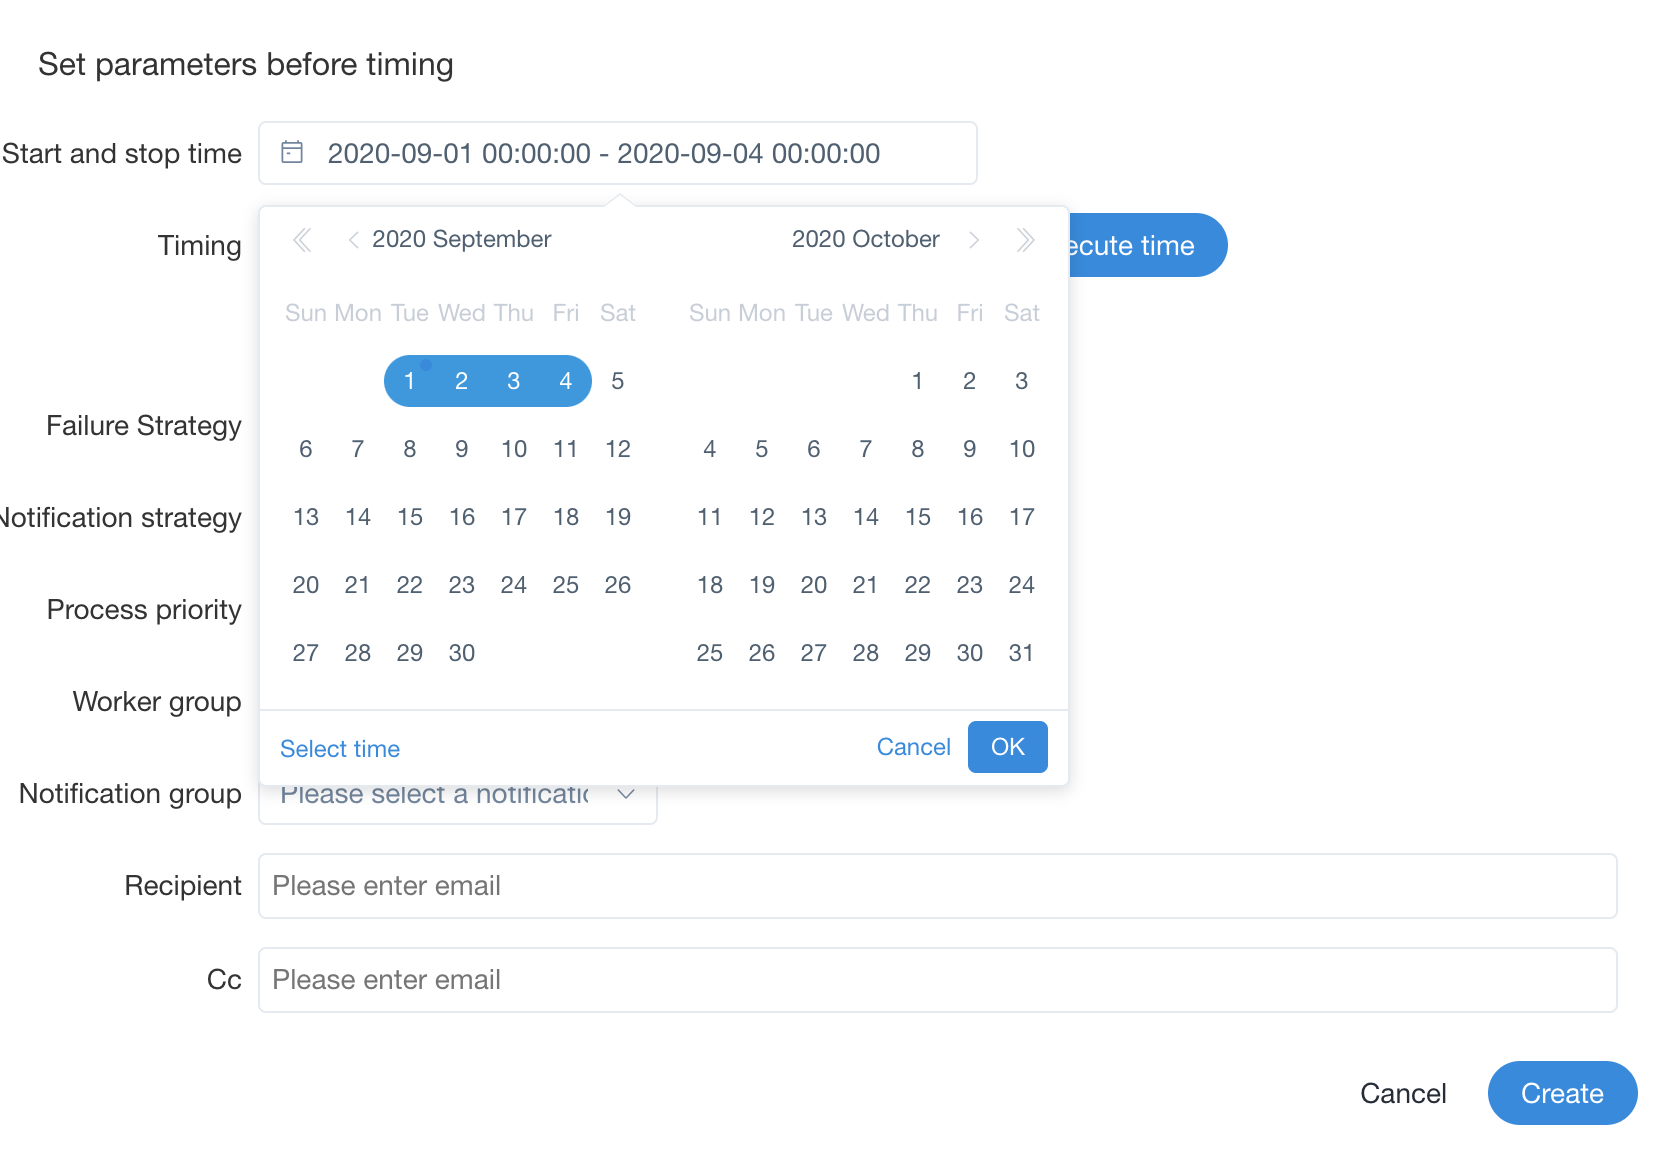 Set parameters before timing
Start and stop time 2020-09-01 00:00:00 - 2020-09-04 00:00:00
Timing ecute time
2020 September 2020 October
Sun Mon Tue Wed Thu Fri Sat Sun Mon Tue Wed Thu Fri Sat
1 2 3 4 5 1 2 3
Failure Strategy
6 7 8 9 10 11 12 4 5 6 7 8 9 10
Notification strategy 13 14 15 16 17 18 19 11 12 13 14 15 16 17
20 21 22 23 24 25 26 18 19 20 21 22 23 24
Process priority
27 28 29 30 25 26 27 28 29 30 31
Worker group
Select time Cancel OK
Notification group Please select a notificatic
Recipient Please enter email
Cc Please enter email
Cancel Create